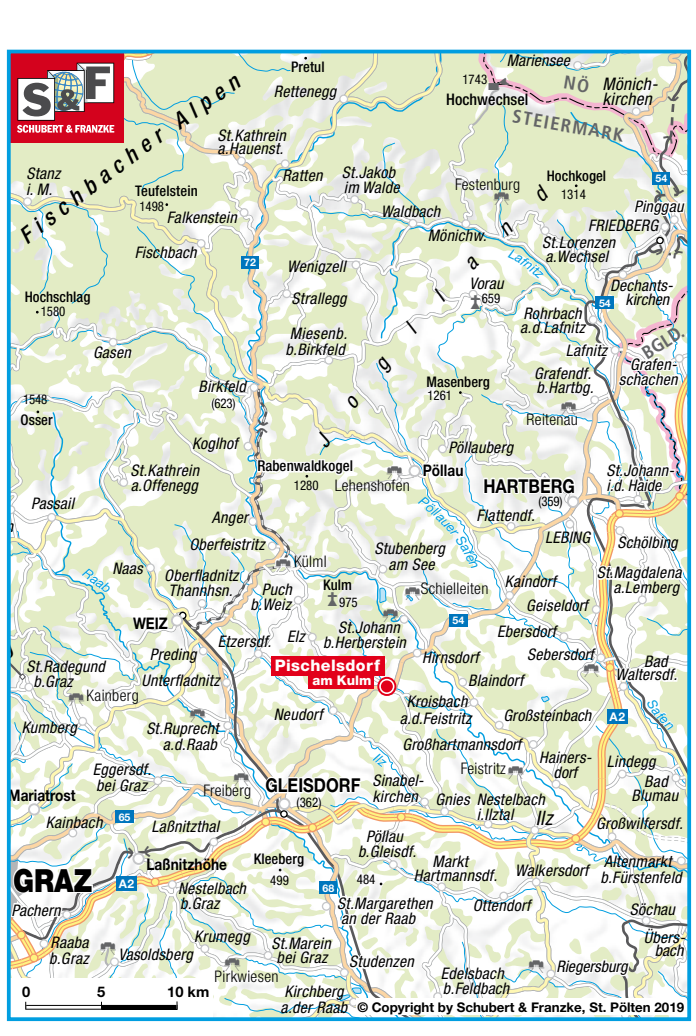 S&F
SCHUBERT & FRANZKE
Fischbacher Alpen
Joglland
Pretul
Rettenegg
Mariensee
1743
Hochwechsel
NÖ
Mönich-
kirchen
STEIERMARK
St.Kathrein
a.Hauenst.
Stanz
i. M.
Teufelstein
1498
Ratten
St.Jakob
im Walde
Festenburg
Hochkogel
1314
54
Pinggau
Falkenstein
Waldbach
FRIEDBERG
Fischbach
Mönichw.
St.Lorenzen
a.Wechsel
72
Wenigzell
Lafnitz
Vorau
659
Dechants-
kirchen
Hochschlag
1580
Strallegg
54
Rohrbach
a.d.Lafnitz
Miesenb.
b.Birkfeld
Gasen
Lafnitz
BGLD.
Grafen-
schachen
Birkfeld
(623)
Masenberg
1261
Grafendf.
b.Hartbg.
1548
Osser
Reitenau
Koglhof
Pöllauberg
St.Kathrein
a.Offenegg
Rabenwaldkogel
1280
Lehenshofen
Pöllau
HARTBERG
(359)
St.Johann-
i.d. Haide
Passail
Anger
Pöllauer Safen
Flattendf.
Oberfeistritz
LEBING
Schölbing
Stubenberg
am See
Naas
Raab
Oberfladnitz
Thannhsn.
Külml
Puch
b.Weiz
Kulm
975
Schielleiten
Kaindorf
St.Magdalena
a.Lemberg
Geiseldorf
WEIZ
54
Etzersdf.
Elz
St.Johann
b.Herberstein
Ebersdorf
Preding
Pischelsdorf
am Kulm
Hirnsdorf
Sebersdorf
Bad
Waltersdf.
St.Radegund
b.Graz
Unterfladnitz
Blaindorf
Kainberg
Neudorf
Kroisbach
a.d.Feistritz
Großsteinbach
A2
Safen
Kumberg
St.Ruprecht
a.d.Raab
Großhartmannsdorf
Ilz
Hainers-
dorf
Eggersdf.
bei Graz
Feistritz
Lindegg
Freiberg
GLEISDORF
(362)
Sinabel-
kirchen
Bad
Blumau
Mariatrost
Gnies
Nestelbach
i.Ilztal
Ilz
Großwilfersdf.
Kainbach
65
Laßnitzthal
Pöllau
b.Gleisdf.
Laßnitzhöhe
Kleeberg
499
484
Markt
Hartmannsdf.
Walkersdorf
Altenmarkt
b.Fürstenfeld
GRAZ
A2
68
Nestelbach
b.Graz
St.Margarethen
an der Raab
Ottendorf
Söchau
Pachern
Krumegg
Raaba
b.Graz
Vasoldsberg
St.Marein
bei Graz
Studenzen
Übers-
bach
Pirkwiesen
Edelsbach
b.Feldbach
Riegersburg
Kirchberg
a.der Raab
0 5 10 km
© Copyright by Schubert & Franzke, St. Pölten 2019